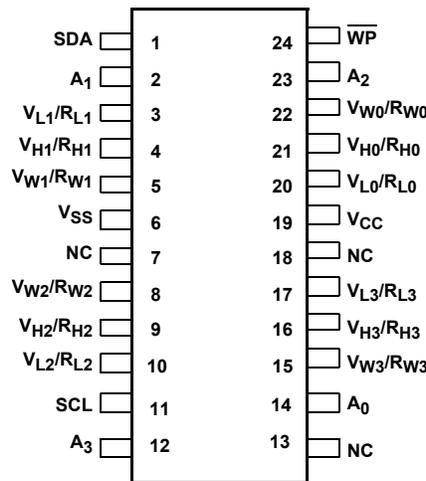 SDA 1 24 WP
A1 2 23 A2
VL1/RL1 3 22 VW0/RW0
VH1/RH1 4 21 VH0/RH0
VW1/RW1 5 20 VL0/RL0
VSS 6 19 VCC
NC 7 18 NC
VW2/RW2 8 17 VL3/RL3
VH2/RH2 9 16 VH3/RH3
VL2/RL2 10 15 VW3/RW3
SCL 11 14 A0
A3 12 13 NC